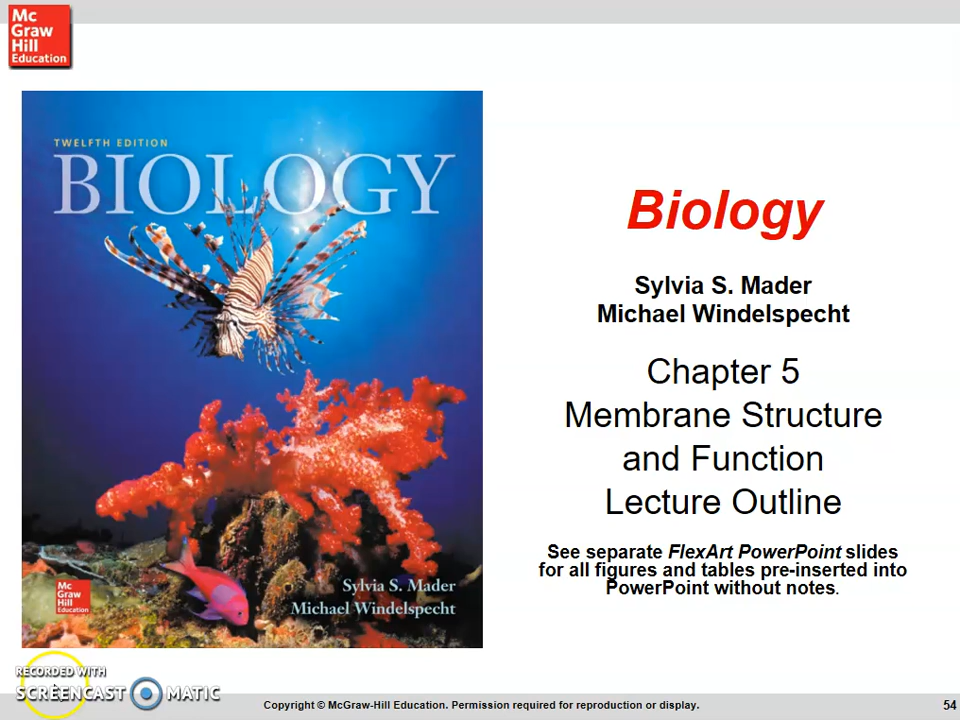 Mc
Graw
Hill
Education
TWELFTH EDITION
BIOLOGY
Sylvia S. Mader
Michael Windelspecht
Mc
Graw
Hill
Education
Biology
Sylvia S. Mader
Michael Windelspecht
Chapter 5
Membrane Structure
and Function
Lecture Outline
See separate FlexArt PowerPoint slides
for all figures and tables pre-inserted into
PowerPoint without notes.
RECORDED WITH
SCREENCAST MATIC
Copyright © McGraw-Hill Education. Permission required for reproduction or display.
54